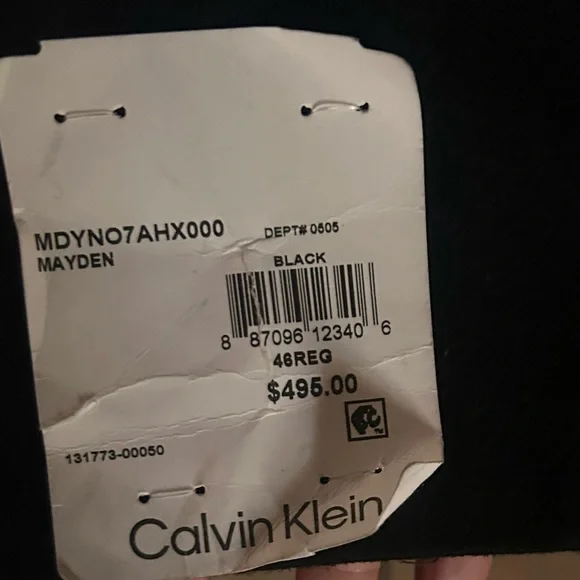 MDYNO7AHX000 DEPT# 0505
MAYDEN BLACK
8 87096 12340 6
46REG
$495.00
131773-00050
Calvin Klein